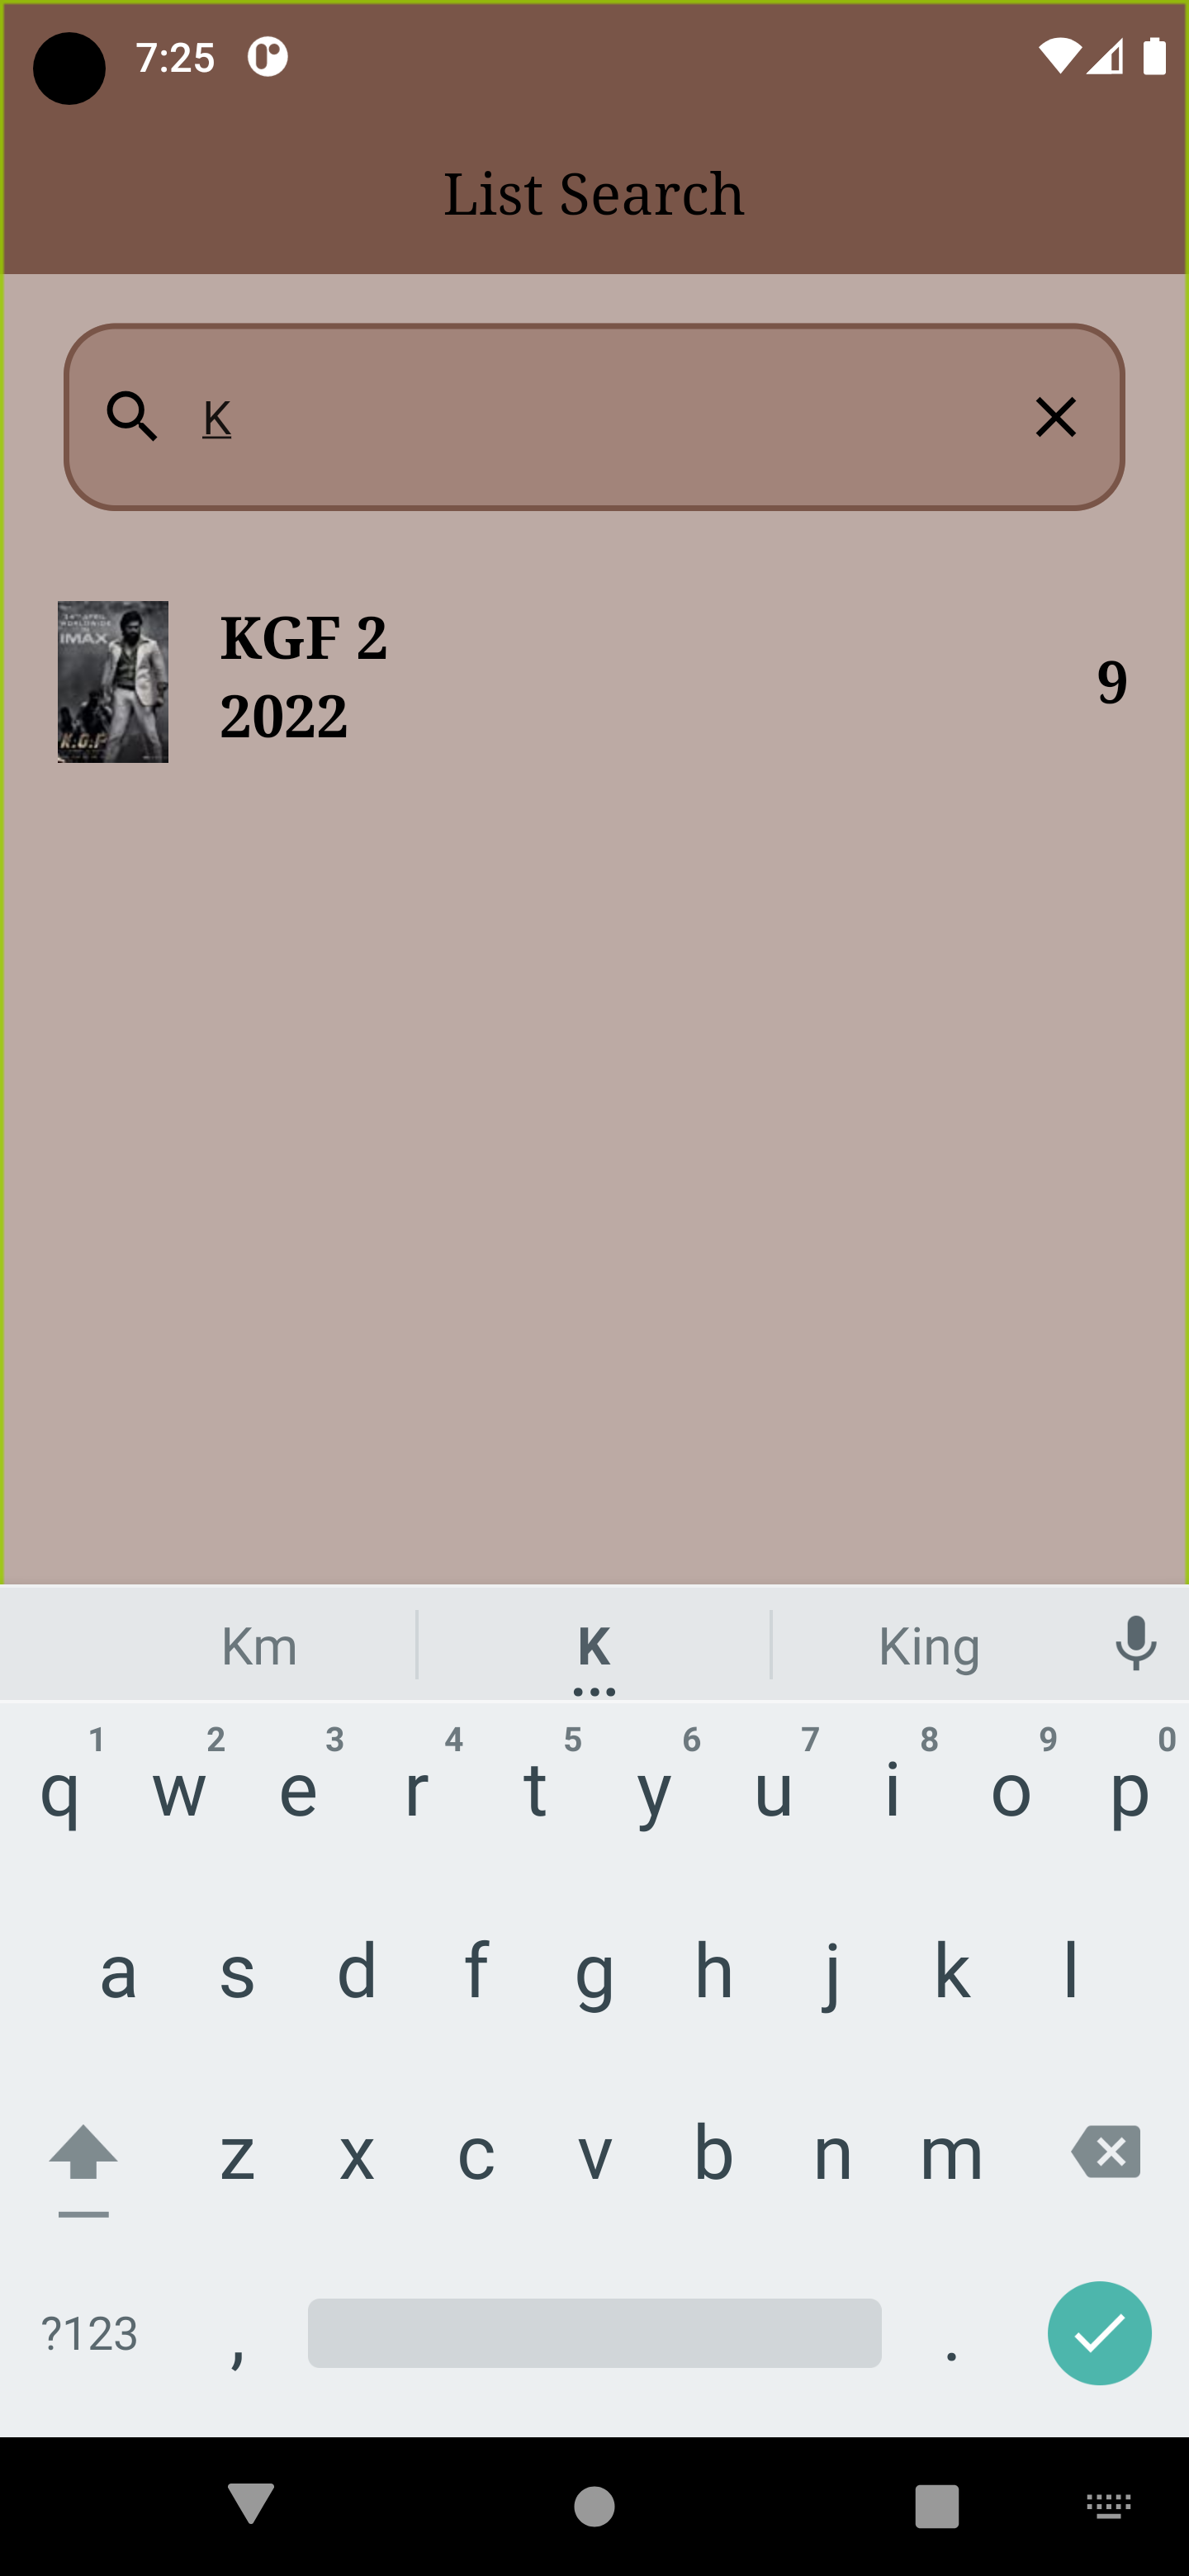 7:25
List Search
K
IMAX
K.G.F
KGF 2
2022
9
Km K King
1 2 3 4 5 6 7 8 9 0
q w e r t y u i o p
a s d f g h j k l
z x c v b n m
?123 , .